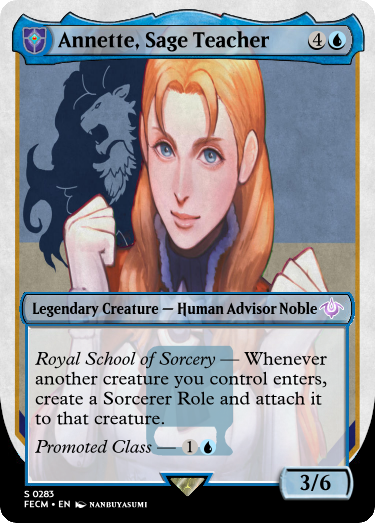 Annette, Sage Teacher 4
Legendary Creature — Human Advisor Noble
Royal School of Sorcery — Whenever
another creature you control enters,
create a Sorcerer Role and attach it
to that creature.
Promoted Class — 1
3/6
S 0283
FECM • EN NANBUYASUMI